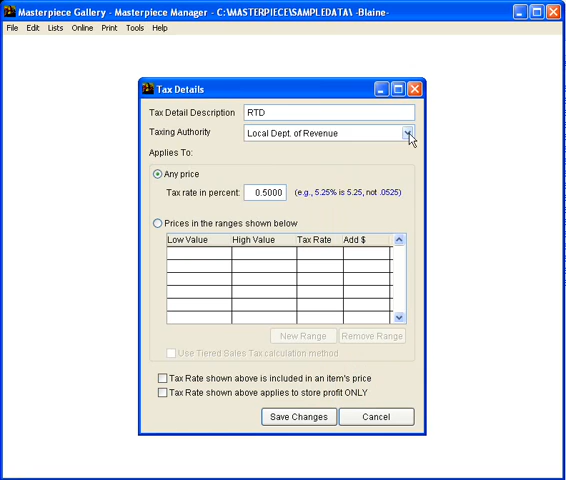 Masterpiece Gallery - Masterpiece Manager - C:\MASTERPIECE\SAMPLEDATA\ -Blaine-
File Edit Lists Online Print Tools Help
Tax Details
Tax Detail Description RTD
Taxing Authority Local Dept. of Revenue
Applies To:
Any price
Tax rate in percent: 0.5000 (e.g., 5.25% is 5.25, not .0525)
Prices in the ranges shown below
Low Value High Value Tax Rate Add $
New Range Remove Range
Use Tiered Sales Tax calculation method
Tax Rate shown above is included in an item's price
Tax Rate shown above applies to store profit ONLY
Save Changes Cancel